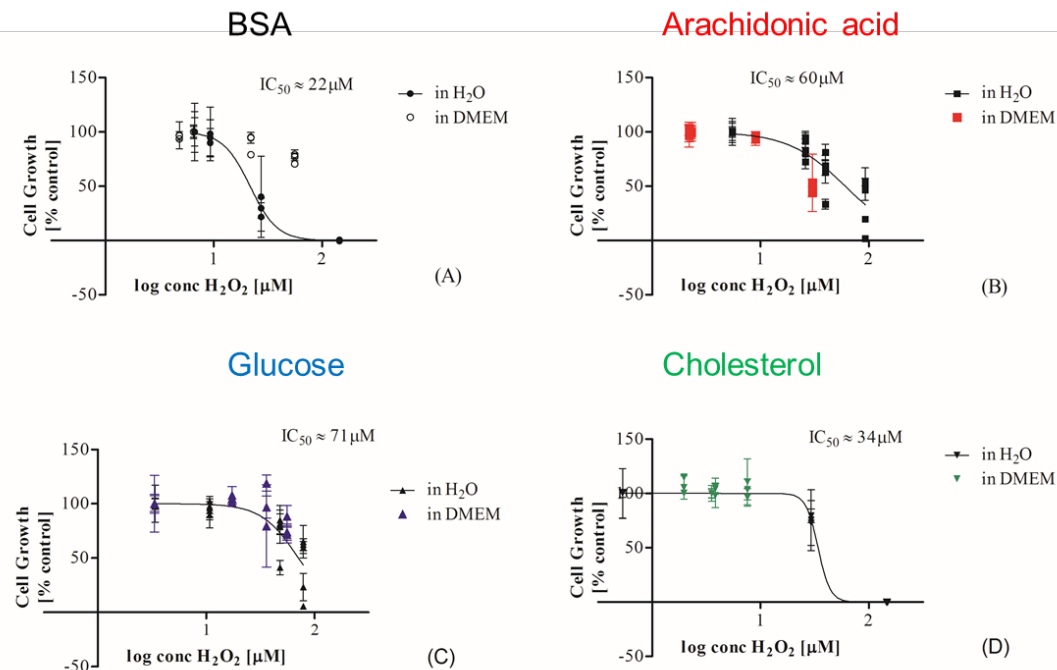 BSA
Arachidonic acid
150
100
50
-50
1
2
Cell Growth
[% control]
IC₅₀ ≈ 22μM
in H₂O
in DMEM
log conc H₂O₂ [μM]
(A)
150
100
50
-50
1
2
Cell Growth
[% control]
IC₅₀ ≈ 60μM
in H₂O
in DMEM
log conc H₂O₂ [μM]
(B)
Glucose
Cholesterol
150
100
50
-50
1
2
Cell Growth
[% control]
IC₅₀ ≈ 71μM
in H₂O
in DMEM
log conc H₂O₂ [μM]
(C)
150
100
50
-50
1
2
Cell Growth
[% control]
IC₅₀ ≈ 34μM
in H₂O
in DMEM
log conc H₂O₂ [μM]
(D)